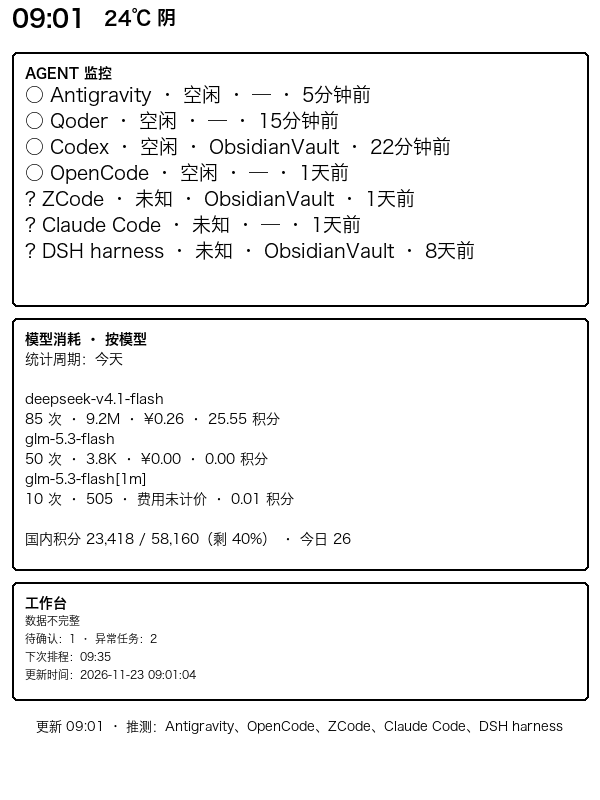 09:01 24℃ 阴
AGENT 监控
○ Antigravity · 空闲 · — · 5分钟前
○ Qoder · 空闲 · — · 15分钟前
○ Codex · 空闲 · ObsidianVault · 22分钟前
○ OpenCode · 空闲 · — · 1天前
? ZCode · 未知 · ObsidianVault · 1天前
? Claude Code · 未知 · — · 1天前
? DSH harness · 未知 · ObsidianVault · 8天前
模型消耗 · 按模型
统计周期：今天
deepseek-v4.1-flash
85 次 · 9.2M · ¥0.26 · 25.55 积分
glm-5.3-flash
50 次 · 3.8K · ¥0.00 · 0.00 积分
glm-5.3-flash[1m]
10 次 · 505 · 费用未计价 · 0.01 积分
国内积分 23,418 / 58,160（剩 40%） · 今日 26
工作台
数据不完整
待确认：1 · 异常任务：2
下次排程：09:35
更新时间：2026-11-23 09:01:04
更新 09:01 · 推测：Antigravity、OpenCode、ZCode、Claude Code、DSH harness